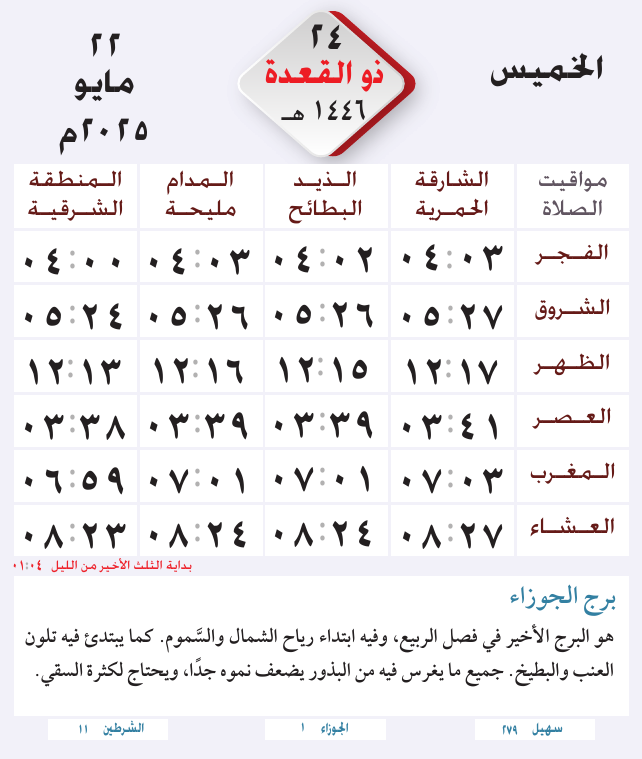 الخميس
٢٤
ذو القعدة
١٤٤٦ هـ
٢٢
مايو
٢٠٢٥م
مواقيت الصلاة | الشارقة الحمرية | الذيد البطائح | المدام مليحة | المنطقة الشرقية
الفجر ٠٤:٠٣ ٠٤:٠٢ ٠٤:٠٣ ٠٤:٠٠
الشروق ٠٥:٢٧ ٠٥:٢٦ ٠٥:٢٦ ٠٥:٢٤
الظهر ١٢:١٧ ١٢:١٥ ١٢:١٦ ١٢:١٣
العصر ٠٣:٤١ ٠٣:٣٩ ٠٣:٣٩ ٠٣:٣٨
المغرب ٠٧:٠٣ ٠٧:٠١ ٠٧:٠١ ٠٦:٥٩
العشاء ٠٨:٢٧ ٠٨:٢٤ ٠٨:٢٤ ٠٨:٢٣
بداية الثلث الأخير من الليل ٠١:٠٤
برج الجوزاء
هو البرج الأخير في فصل الربيع، وفيه ابتداء رياح الشمال والسَّموم. كما يبتدئ فيه تلون
العنب والبطيخ. جميع ما يغرس فيه من البذور يضعف نموه جدًا، ويحتاج لكثرة السقي.
سهيل ٢٧٩
الجوزاء ١
الشرطين ١١